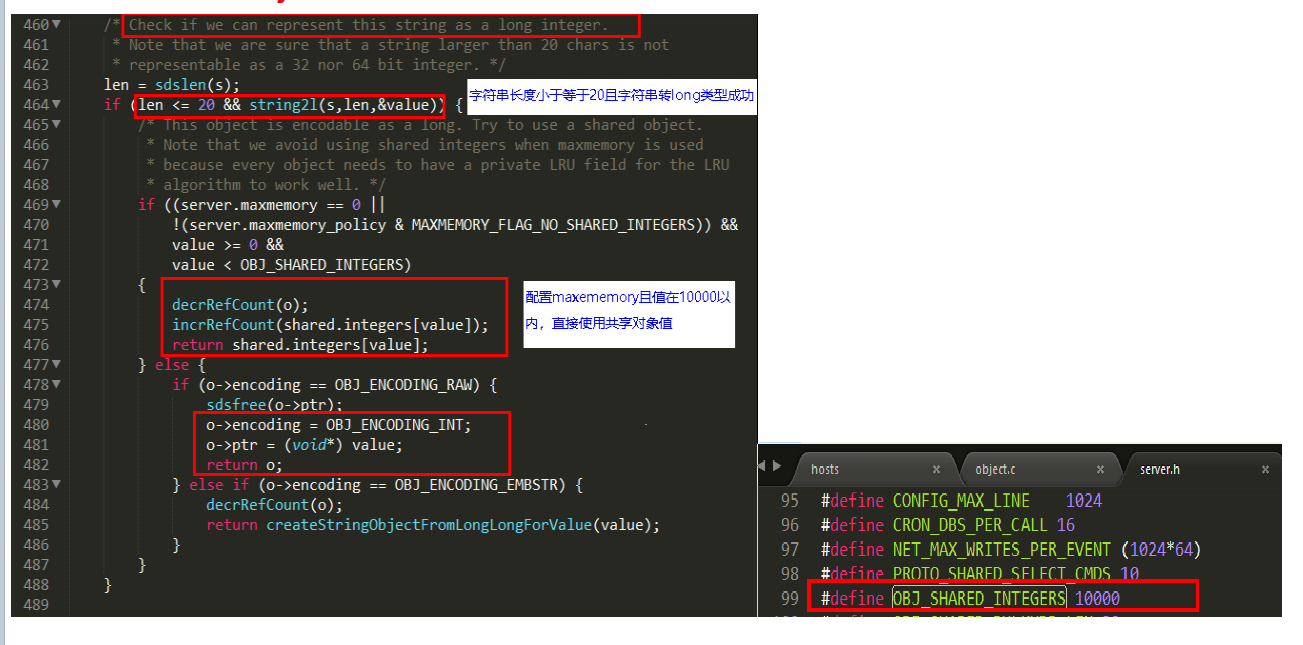 460 /* Check if we can represent this string as a long integer.
461 * Note that we are sure that a string larger than 20 chars is not
462 * representable as a 32 nor 64 bit integer. */
463 len = sdslen(s);
464 if (len <= 20 && string2l(s,len,&value)) {
字符串长度小于等于20且字符串转long类型成功
465 /* This object is encodable as a long. Try to use a shared object.
466 * Note that we avoid using shared integers when maxmemory is used
467 * because every object needs to have a private LRU field for the LRU
468 * algorithm to work well. */
469 if ((server.maxmemory == 0 ||
470 !(server.maxmemory_policy & MAXMEMORY_FLAG_NO_SHARED_INTEGERS)) &&
471 value >= 0 &&
472 value < OBJ_SHARED_INTEGERS)
473 {
474 decrRefCount(o);
475 incrRefCount(shared.integers[value]);
476 return shared.integers[value];
配置maxememory且值在10000以
内，直接使用共享对象值
477 } else {
478 if (o->encoding == OBJ_ENCODING_RAW) {
479 sdsfree(o->ptr);
480 o->encoding = OBJ_ENCODING_INT;
481 o->ptr = (void*) value;
482 return o;
483 } else if (o->encoding == OBJ_ENCODING_EMBSTR) {
484 decrRefCount(o);
485 return createStringObjectFromLongLongForValue(value);
486 }
487 }
488 }
489
hosts × object.c × server.h ×
95 #define CONFIG_MAX_LINE 1024
96 #define CRON_DBS_PER_CALL 16
97 #define NET_MAX_WRITES_PER_EVENT (1024*64)
98 #define PROTO_SHARED_SELECT_CMDS 10
99 #define OBJ_SHARED_INTEGERS 10000